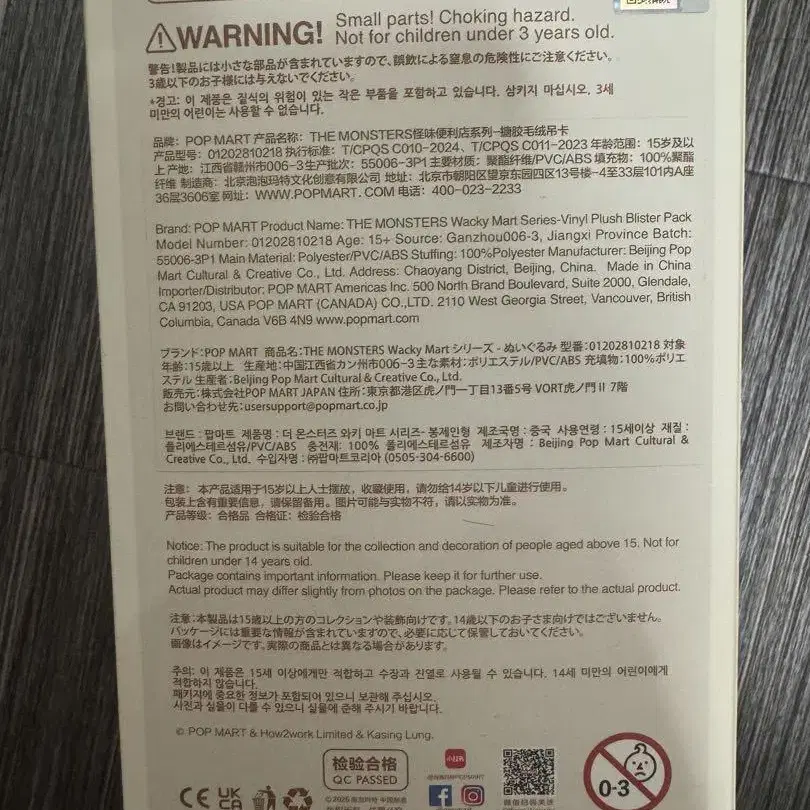 WARNING!
Small parts! Choking hazard.
Not for children under 3 years old.
警告!製品には小さな部品が含まれていますので、誤飲による窒息の危険性にご注意ください。
3歳以下のお子様には与えないでください。
*경고: 이 제품은 질식의 위험이 있는 작은 부품을 포함하고 있습니다. 삼키지 마십시오, 3세
미만의 어린이는 사용할 수 없습니다.
品牌：POP MART 产品名称：THE MONSTERS怪味便利店系列-搪胶毛绒吊卡
产品型号：01202810218 执行标准：T/CPQS C010-2024、T/CPQS C011-2023 年龄范围：15岁及以
上 产地：江西省赣州市006-3 生产批次：55006-3P1 主要材质：聚酯纤维/PVC/ABS 填充物：100%聚酯
纤维 制造商：北京泡泡玛特文化创意有限公司 地址：北京市朝阳区望京东园四区13号楼-4至33层101内A座
36层3606室 网址：WWW.POPMART.COM 电话：400-023-2233
Brand: POP MART Product Name: THE MONSTERS Wacky Mart Series-Vinyl Plush Blister Pack
Model Number: 01202810218 Age: 15+ Source: Ganzhou006-3, Jiangxi Province Batch:
55006-3P1 Main Material: Polyester/PVC/ABS Stuffing: 100%Polyester Manufacturer: Beijing Pop
Mart Cultural & Creative Co., Ltd. Address: Chaoyang District, Beijing, China. Made in China
Importer/Distributor: POP MART Americas Inc. 500 North Brand Boulevard, Suite 2000, Glendale,
CA 91203, USA POP MART (CANADA) CO.,LTD. 2110 West Georgia Street, Vancouver, British
Columbia, Canada V6B 4N9 www.popmart.com
ブランド:POP MART 商品名:THE MONSTERS Wacky Mart シリーズ - ぬいぐるみ 型番:01202810218 対象
年齢:15歳以上 生産地:中国江西省カン州市006-3 主な素材:ポリエステル/PVC/ABS 充填物:100%ポリエ
ステル 生産者:Beijing Pop Mart Cultural & Creative Co., Ltd.
販売元:株式会社POP MART JAPAN 住所:東京都港区虎ノ門一丁目13番5号 VORT虎ノ門Ⅱ 7階
お問い合わせ先:usersupport@popmart.co.jp
브랜드 : 팝마트 제품명 : 더 몬스터즈 와키 마트 시리즈- 봉제인형 제조국명 : 중국 사용연령 : 15세이상 재질 :
폴리에스테르섬유/PVC/ABS 충전재: 100% 폴리에스테르섬유 제조자명 : Beijing Pop Mart Cultural &
Creative Co., Ltd. 수입자명 : ㈜팝마트코리아 (0505-304-6600)
注意：本产品适用于15岁以上人士摆放，收藏使用，请勿给14岁以下儿童进行使用。
包装上含有重要信息，请保留备用。图片可能与实物不符，请以实物为准。
产品等级：合格品 合格证：检验合格
Notice: The product is suitable for the collection and decoration of people aged above 15. Not for
children under 14 years old.
Package contains important information. Please keep it for further use.
Actual product may differ slightly from photos on the package. Please refer to the actual product.
注意:本製品は15歳以上の方のコレクションや装飾向けです。14歳以下のお子さま向けではございません。
パッケージには重要な情報が含まれていますので、必要に応じて保管しておいてください。
画像はイメージです。実際の商品とは異なる場合があります。
주의: 이 제품은 15세 이상에게만 적합하고 수장과 진열로 사용될 수 있습니다. 14세 미만의 어린이에게
적합하지 않습니다.
패키지에 중요한 정보가 포함되어 있으니 보관해 주십시오.
사진과 실물이 다를 수 있으니 실물에 준해 주시기 바랍니다.
© POP MART & How2work Limited & Kasing Lung.
检验合格
QC PASSED
小红书
微信扫码关注
CE UK CA
0-3